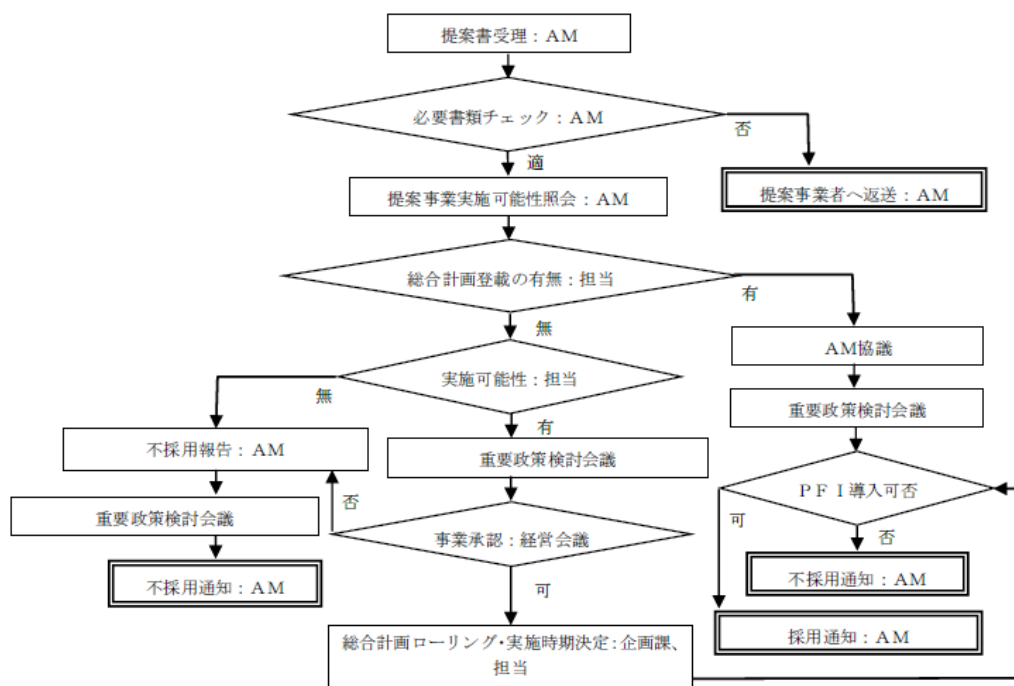 提案書受理：ＡＭ
必要書類チェック：ＡＭ
否
適
提案事業実施可能性照会：ＡＭ
提案事業者へ返送：ＡＭ
総合計画登載の有無：担当
有
無
AM協議
実施可能性：担当
無
重要政策検討会議
有
不採用報告：ＡＭ
重要政策検討会議
ＰＦＩ導入可否
否
可
重要政策検討会議
事業承認：経営会議
否
不採用通知：ＡＭ
不採用通知：ＡＭ
可
採用通知：ＡＭ
総合計画ローリング・実施時期決定：企画課、
担当